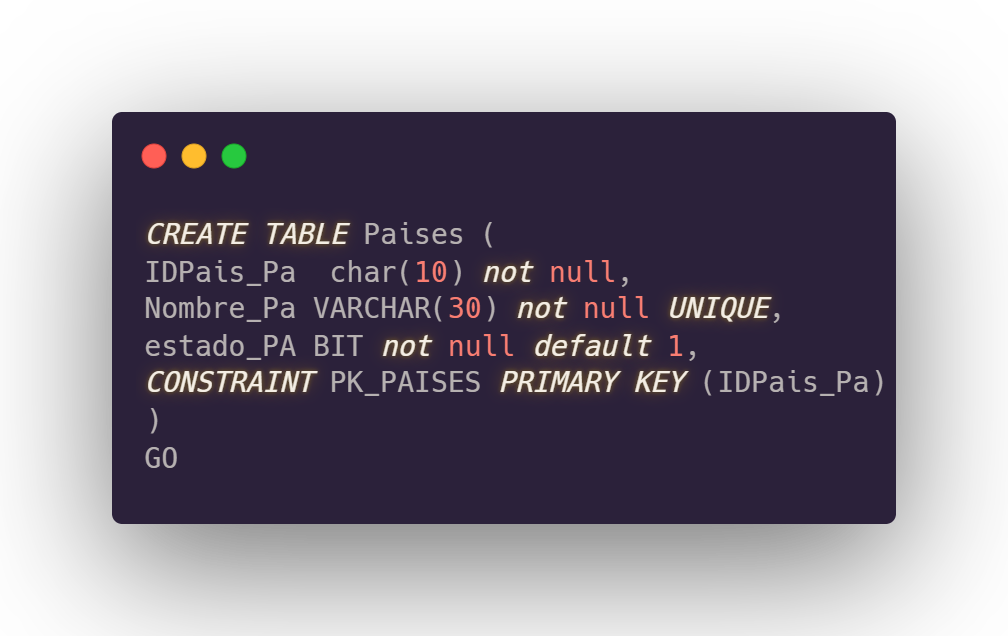 CREATE TABLE Paises (
IDPais_Pa  char(10) not null,
Nombre_Pa VARCHAR(30) not null UNIQUE,
estado_PA BIT not null default 1,
CONSTRAINT PK_PAISES PRIMARY KEY (IDPais_Pa)
)
GO